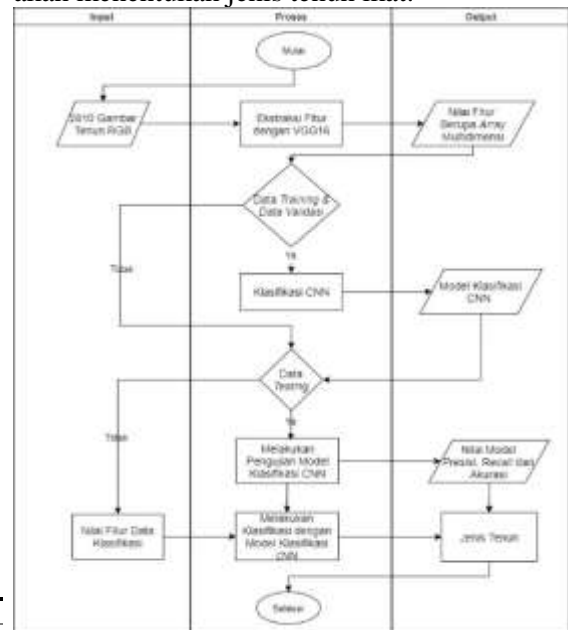 akan menentukan jenis tenun ikat.
Input
Proses
Output
Mulai
Gambar
Tenun RGB
Ekstraksi Fitur
dengan VGG16
Nilai Fitur
Berupa Array
Multidimensi
Data Training &
Data Validasi
Ya
Tidak
Klasifikasi CNN
Model Klasifikasi
CNN
Data
Testing
Ya
Tidak
Melakukan
Pengujian Model
Klasifikasi CNN
Nilai Model
Presisi, Recall dan
Akurasi
Nilai Fitur Data
Klasifikasi
Melakukan
Klasifikasi dengan
Model Klasifikasi
CNN
Jenis Tenun
Selesai